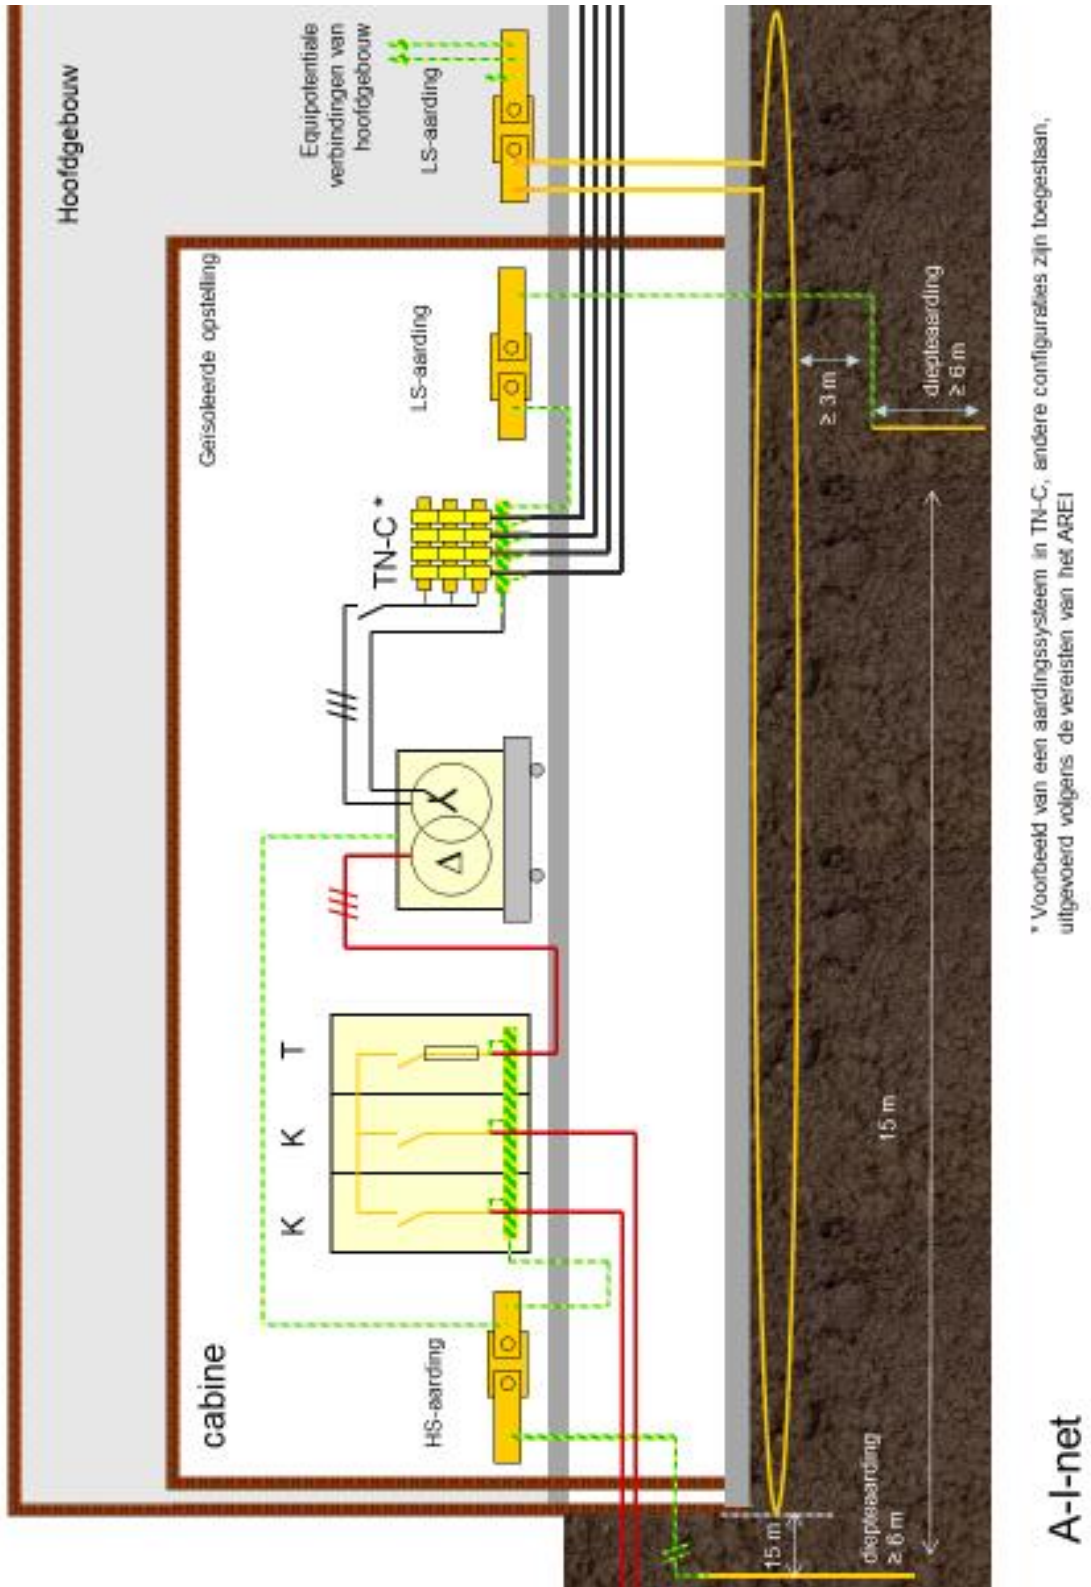 Hoofdgebouw
Equipotentiale
verbindingen van
hoofdgebouw
LS-aarding
cabine
Geïsoleerde opstelling
HS-aarding
K
K
T
Δ
TN-C *
LS-aarding
15 m
diepteaarding
≥ 6 m
15 m
≥ 3 m
diepteaarding
≥ 6 m
A-I-net
* Voorbeeld van een aardingssysteem in TN-C, andere configuraties zijn toegestaan,
uitgevoerd volgens de vereisten van het AREI